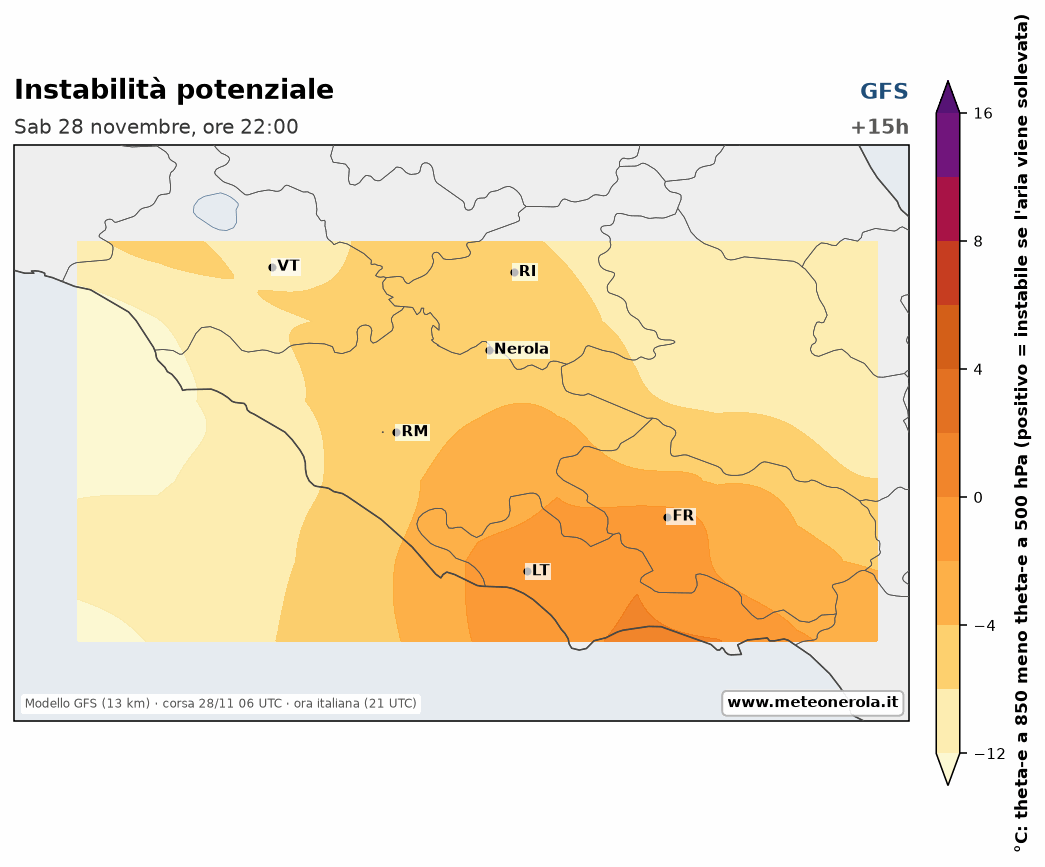 Instabilità potenziale
GFS
Sab 28 novembre, ore 22:00
+15h
VT
RI
Nerola
RM
FR
LT
Modello GFS (13 km) · corsa 28/11 06 UTC · ora italiana (21 UTC)
www.meteonerola.it
16
8
4
0
−4
−12
°C: theta-e a 850 meno theta-e a 500 hPa (positivo = instabile se l'aria viene sollevata)